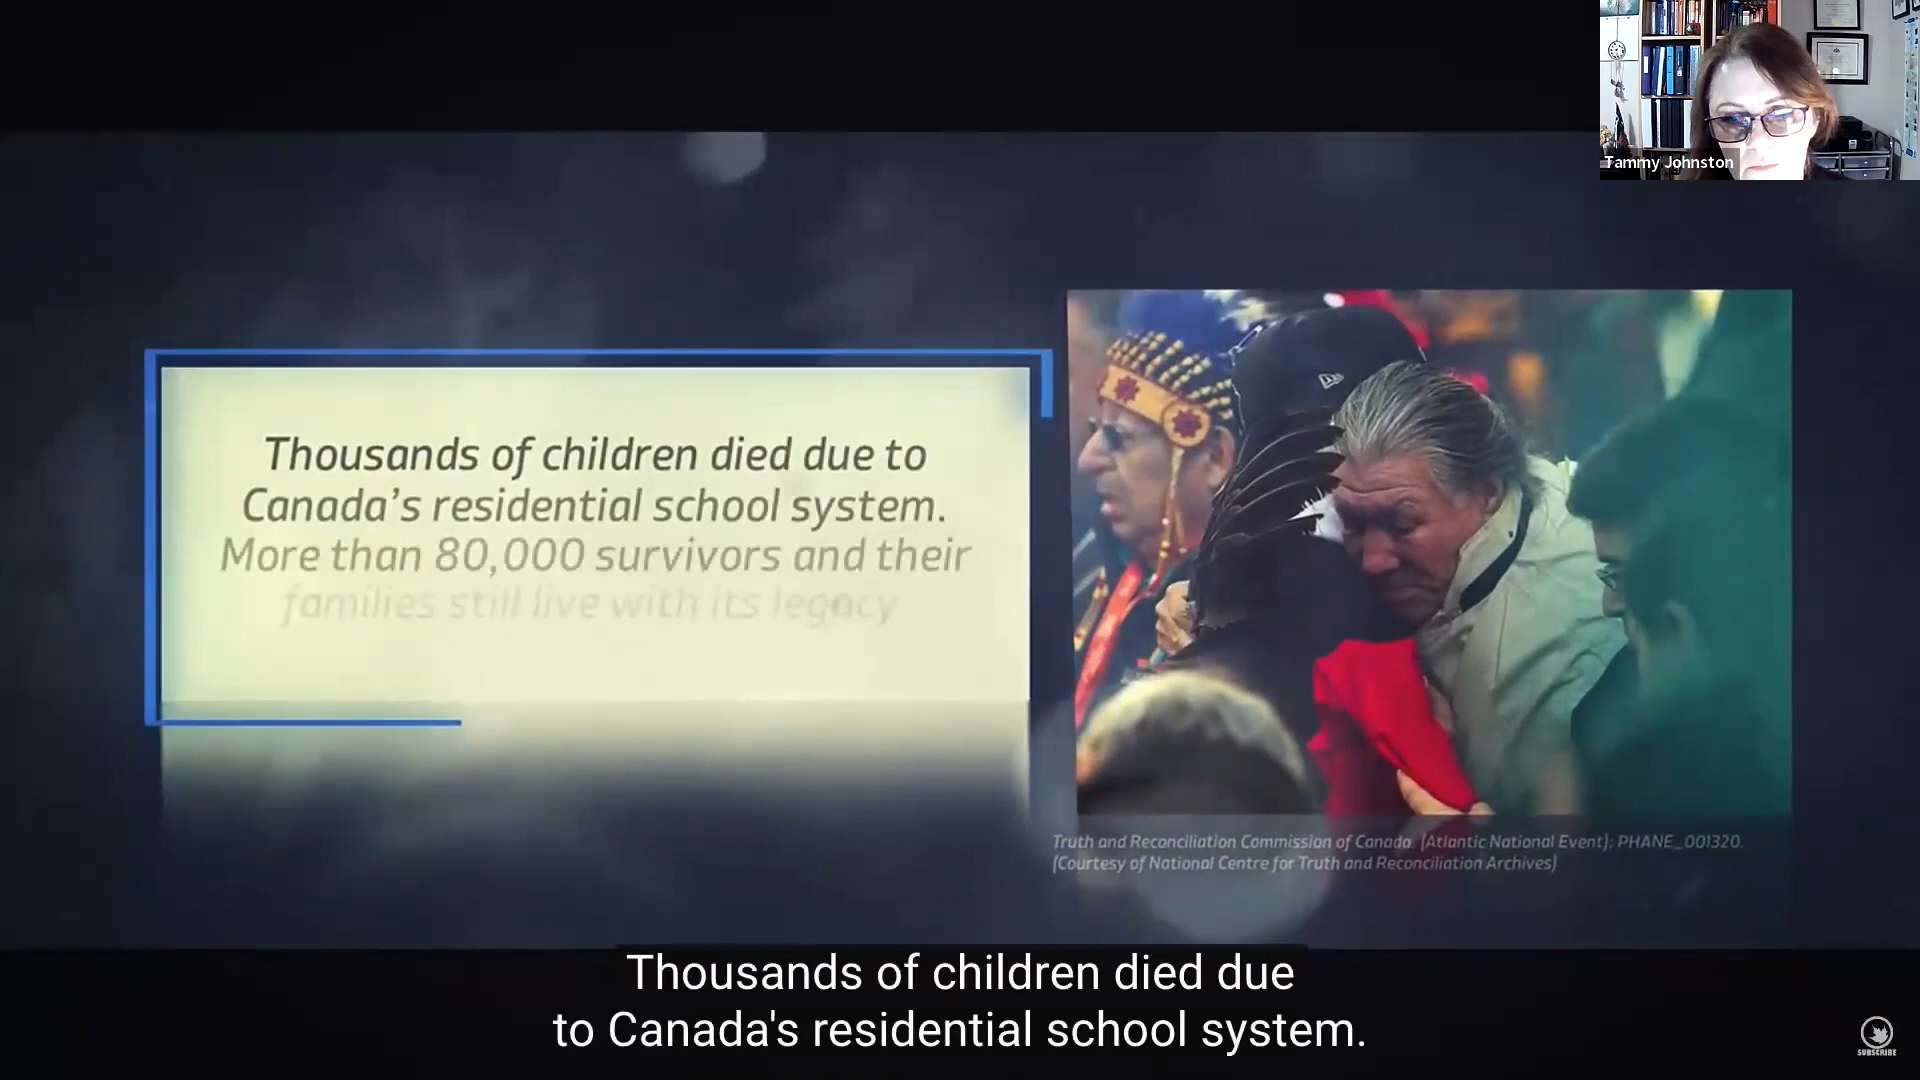 Tammy Johnston
Thousands of children died due to
Canada’s residential school system.
More than 80,000 survivors and their
families still live with its legacy
Truth and Reconciliation Commission of Canada. (Atlantic National Event): PHANE_001320.
(Courtesy of National Centre for Truth and Reconciliation Archives)
Thousands of children died due
to Canada's residential school system.
SUBSCRIBE